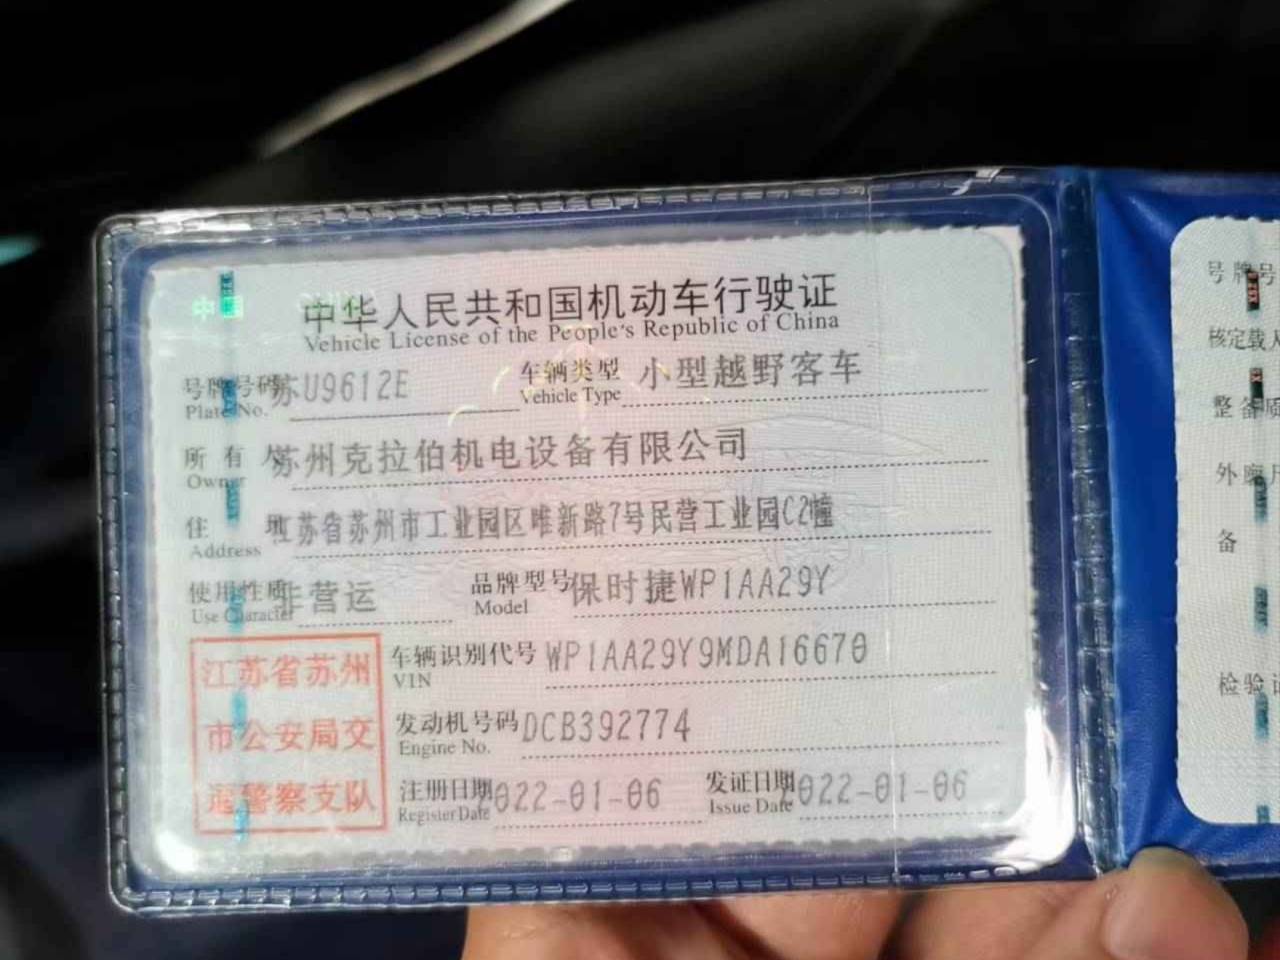 中国
中华人民共和国机动车行驶证
Vehicle License of the People's Republic of China
号牌号码 苏U9612E 车辆类型 小型越野客车
Plate No. Vehicle Type
所有人 苏州克拉伯机电设备有限公司
Owner
住址 江苏省苏州市工业园区唯新路7号民营工业园C2幢
Address
使用性质 非营运 品牌型号 保时捷WP1AA29Y
Use Character Model
江苏省苏州
市公安局交
通警察支队
车辆识别代号 WP1AA29Y9MDA16670
VIN
发动机号码 DCB392774
Engine No.
注册日期 2022-01-06 发证日期 2022-01-06
Register Date Issue Date
号牌号
核定载人
整备质
外廓尺
备
检验记